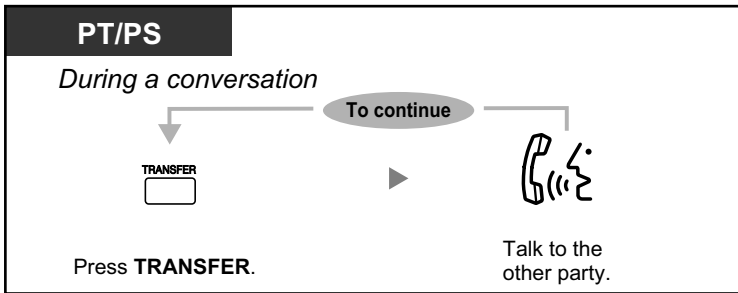 PT/PS
During a conversation
To continue
TRANSFER
Press TRANSFER.
Talk to the
other party.